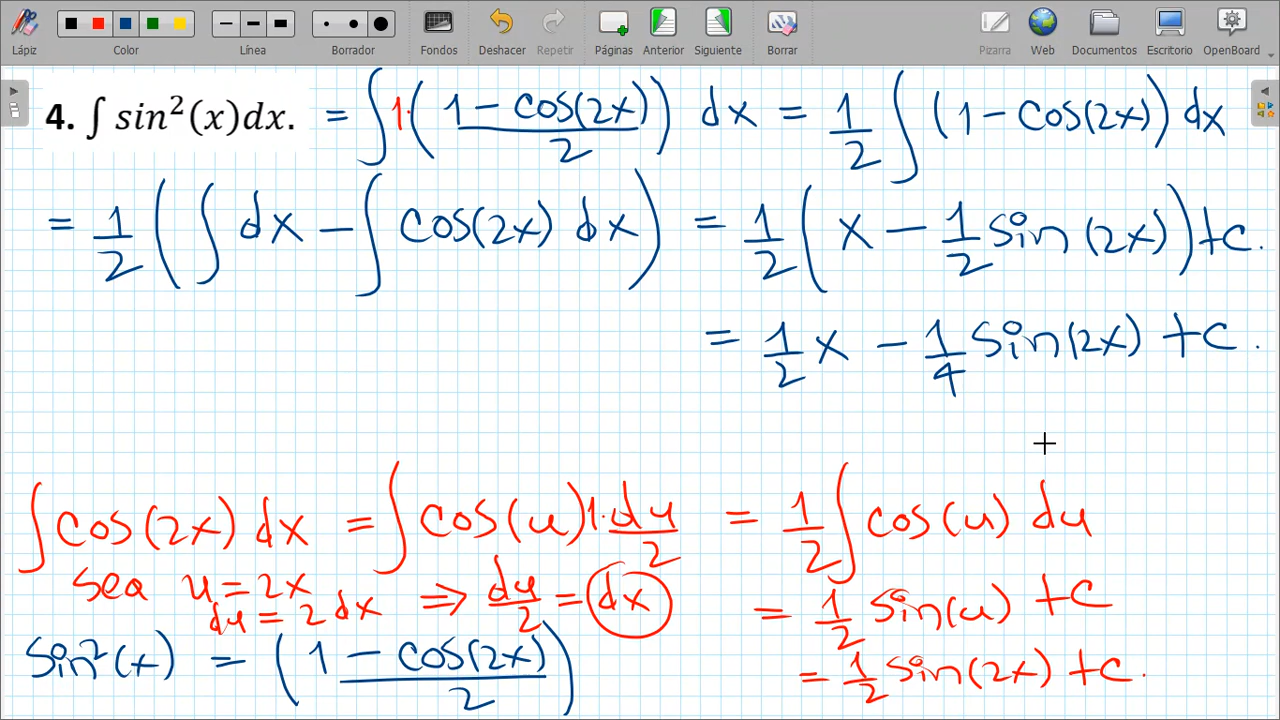 Lápiz Color Línea Borrador Fondos Deshacer Repetir Páginas Anterior Siguiente Borrar Pizarra Web Documentos Escritorio OpenBoard
4. ∫ sin²(x)dx. = ∫ 1·((1 − cos(2x))/2) dx = 1/2 ∫ (1 − cos(2x)) dx
= 1/2 (∫ dx − ∫ cos(2x) dx) = 1/2 (x − 1/2 sin(2x)) + c.
= 1/2 x − 1/4 sin(2x) + c.
∫ cos(2x) dx = ∫ cos(u) 1·du/2 = 1/2 ∫ cos(u) du
sea u = 2x
du = 2 dx ⇒ du/2 = dx
= 1/2 sin(u) + c
sin²(x) = ((1 − cos(2x))/2)
= 1/2 sin(2x) + c.